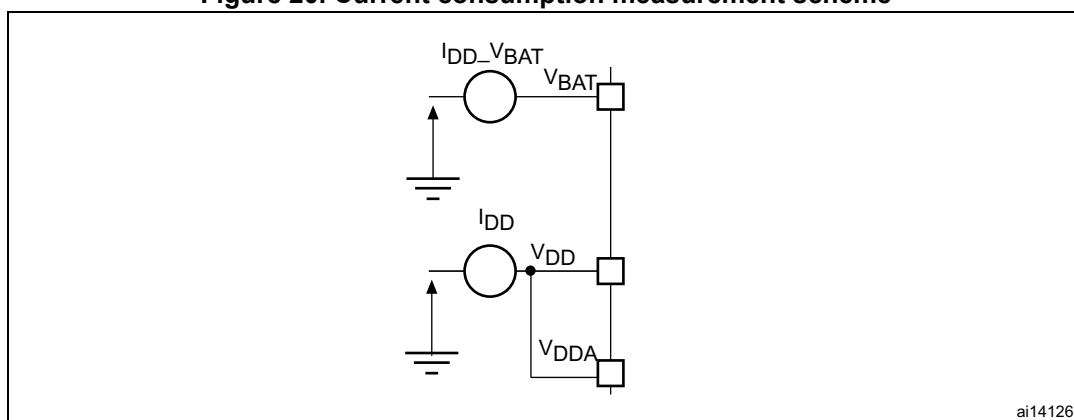 Figure 20. Current consumption measurement scheme
IDD_VBAT
VBAT
IDD
VDD
VDDA
ai14126